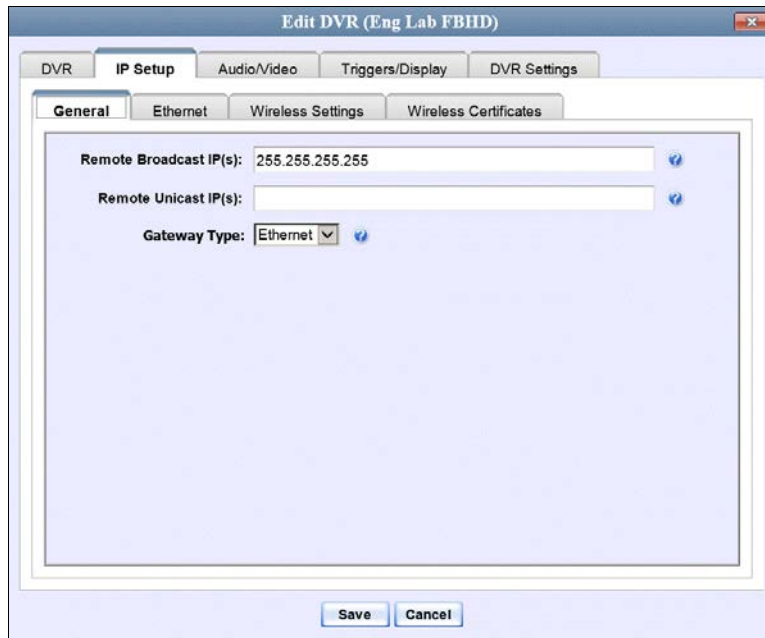 Edit DVR (Eng Lab FBHD)
DVR IP Setup Audio/Video Triggers/Display DVR Settings
General Ethernet Wireless Settings Wireless Certificates
Remote Broadcast IP(s): 255.255.255.255
Remote Unicast IP(s):
Gateway Type: Ethernet
Save Cancel